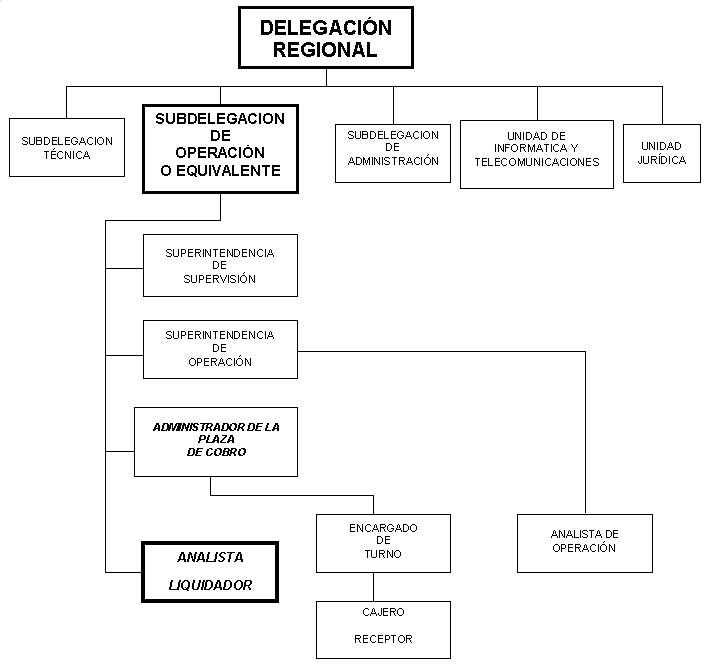 DELEGACIÓN
REGIONAL
SUBDELEGACION
TÉCNICA
SUBDELEGACION
DE
OPERACIÓN
O EQUIVALENTE
SUBDELEGACION
DE
ADMINISTRACIÓN
UNIDAD DE
INFORMATICA Y
TELECOMUNICACIONES
UNIDAD
JURÍDICA
SUPERINTENDENCIA
DE
SUPERVISIÓN
SUPERINTENDENCIA
DE
OPERACIÓN
ADMINISTRADOR DE LA
PLAZA
DE COBRO
ENCARGADO
DE
TURNO
ANALISTA DE
OPERACIÓN
ANALISTA
LIQUIDADOR
CAJERO
RECEPTOR